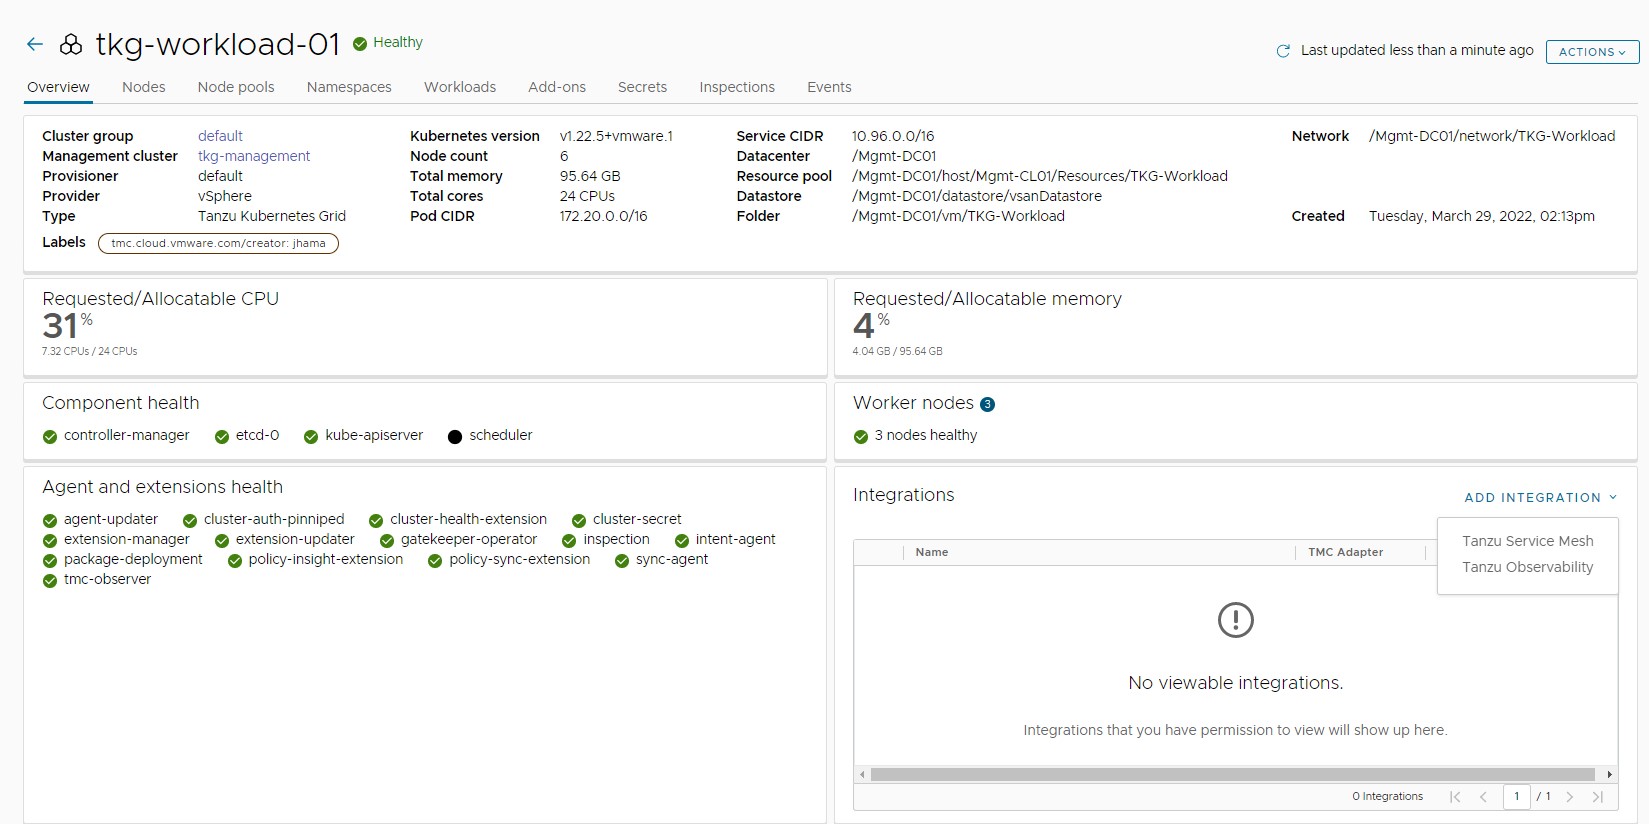 tkg-workload-01 Healthy
Last updated less than a minute ago ACTIONS
Overview Nodes Node pools Namespaces Workloads Add-ons Secrets Inspections Events
Cluster group default Kubernetes version v1.22.5+vmware.1 Service CIDR 10.96.0.0/16 Network /Mgmt-DC01/network/TKG-Workload
Management cluster tkg-management Node count 6 Datacenter /Mgmt-DC01
Provisioner default Total memory 95.64 GB Resource pool /Mgmt-DC01/host/Mgmt-CL01/Resources/TKG-Workload
Provider vSphere Total cores 24 CPUs Datastore /Mgmt-DC01/datastore/vsanDatastore
Type Tanzu Kubernetes Grid Pod CIDR 172.20.0.0/16 Folder /Mgmt-DC01/vm/TKG-Workload Created Tuesday, March 29, 2022, 02:13pm
Labels tmc.cloud.vmware.com/creator: jhama
Requested/Allocatable CPU
31%
7.32 CPUs / 24 CPUs
Requested/Allocatable memory
4%
4.04 GB / 95.64 GB
Component health
controller-manager etcd-0 kube-apiserver scheduler
Worker nodes 3
3 nodes healthy
Agent and extensions health
agent-updater cluster-auth-pinniped cluster-health-extension cluster-secret
extension-manager extension-updater gatekeeper-operator inspection intent-agent
package-deployment policy-insight-extension policy-sync-extension sync-agent
tmc-observer
Integrations
ADD INTEGRATION
Tanzu Service Mesh
Tanzu Observability
Name TMC Adapter
No viewable integrations.
Integrations that you have permission to view will show up here.
0 Integrations 1 / 1